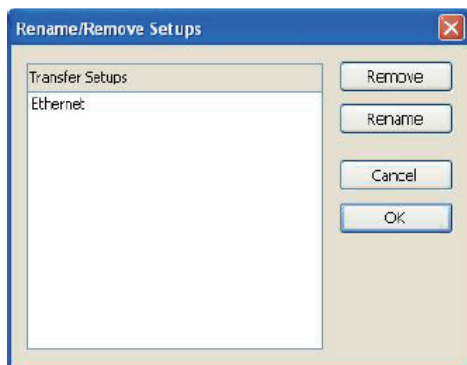 Rename/Remove Setups
Transfer Setups
Ethernet
Remove
Rename
Cancel
OK